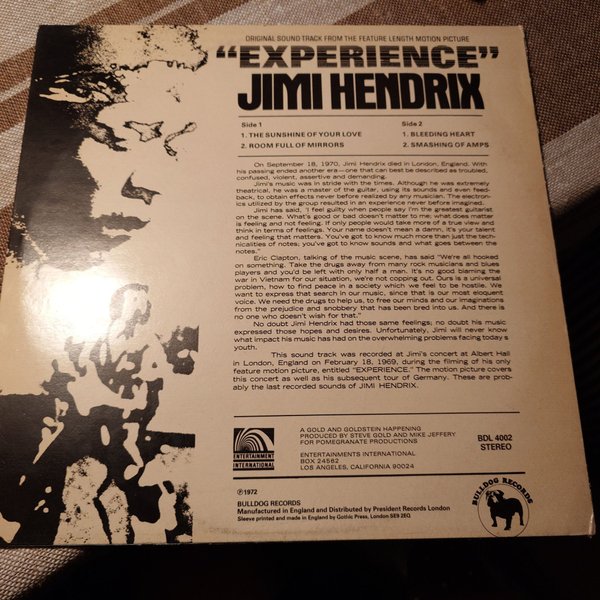 ORIGINAL SOUND TRACK FROM THE FEATURE LENGTH MOTION PICTURE
"EXPERIENCE"
JIMI HENDRIX
Side 1
1. THE SUNSHINE OF YOUR LOVE
2. ROOM FULL OF MIRRORS
Side 2
1. BLEEDING HEART
2. SMASHING OF AMPS
On September 18, 1970, Jimi Hendrix died in London, England. With
his passing ended another era—one that can best be described as troubled,
confused, violent, assertive and demanding.
Jimi's music was in stride with the times. Although he was extremely
theatrical, he was a master of the guitar, using its sounds and even feed-
back, to obtain effects never before realized by any musician. The electron-
ics utilized by the group resulted in an experience never before imagined.
Jimi has said, "I feel guilty when people say I'm the greatest guitarist
on the scene. What's good or bad doesn't matter to me; what does matter
is feeling and not feeling. If only people would take more of a true view and
think in terms of feelings. Your name doesn't mean a damn, it's your talent
and feeling that matters. You've got to know much more than just the tech-
nicalities of notes; you've got to know sounds and what goes between the
notes."
Eric Clapton, talking of the music scene, has said "We're all hooked
on something. Take the drugs away from many rock musicians and blues
players and you'd be left with only half a man. It's no good blaming the
war in Vietnam for our situation, we're not copping out. Ours is a universal
problem, how to find peace in a society which we feel to be hostile. We
want to express that search in our music, since that is our most eloquent
voice. We need the drugs to help us, to free our minds and our imaginations
from the prejudice and snobbery that has been bred into us. And there is
no one who doesn't wish for that."
No doubt Jimi Hendrix had those same feelings; no doubt his music
expressed those hopes and desires. Unfortunately, Jimi will never know
what impact his music has had on the overwhelming problems facing today's
youth.
This sound track was recorded at Jimi's concert at Albert Hall
in London, England on February 18, 1969, during the filming of his only
feature motion picture, entitled "EXPERIENCE." The motion picture covers
this concert as well as his subsequent tour of Germany. These are prob-
ably the last recorded sounds of JIMI HENDRIX.
ENTERTAINMENT
INTERNATIONAL
A GOLD AND GOLDSTEIN HAPPENING
PRODUCED BY STEVE GOLD AND MIKE JEFFERY
FOR POMEGRANATE PRODUCTIONS
ENTERTAINMENTS INTERNATIONAL
BOX 24562
LOS ANGELES, CALIFORNIA 90024
BDL 4002
STEREO
℗1972
BULLDOG RECORDS
Manufactured in England and Distributed by President Records London
Sleeve printed and made in England by Gothic Press, London SE9 2EQ.
BULLDOG RECORDS